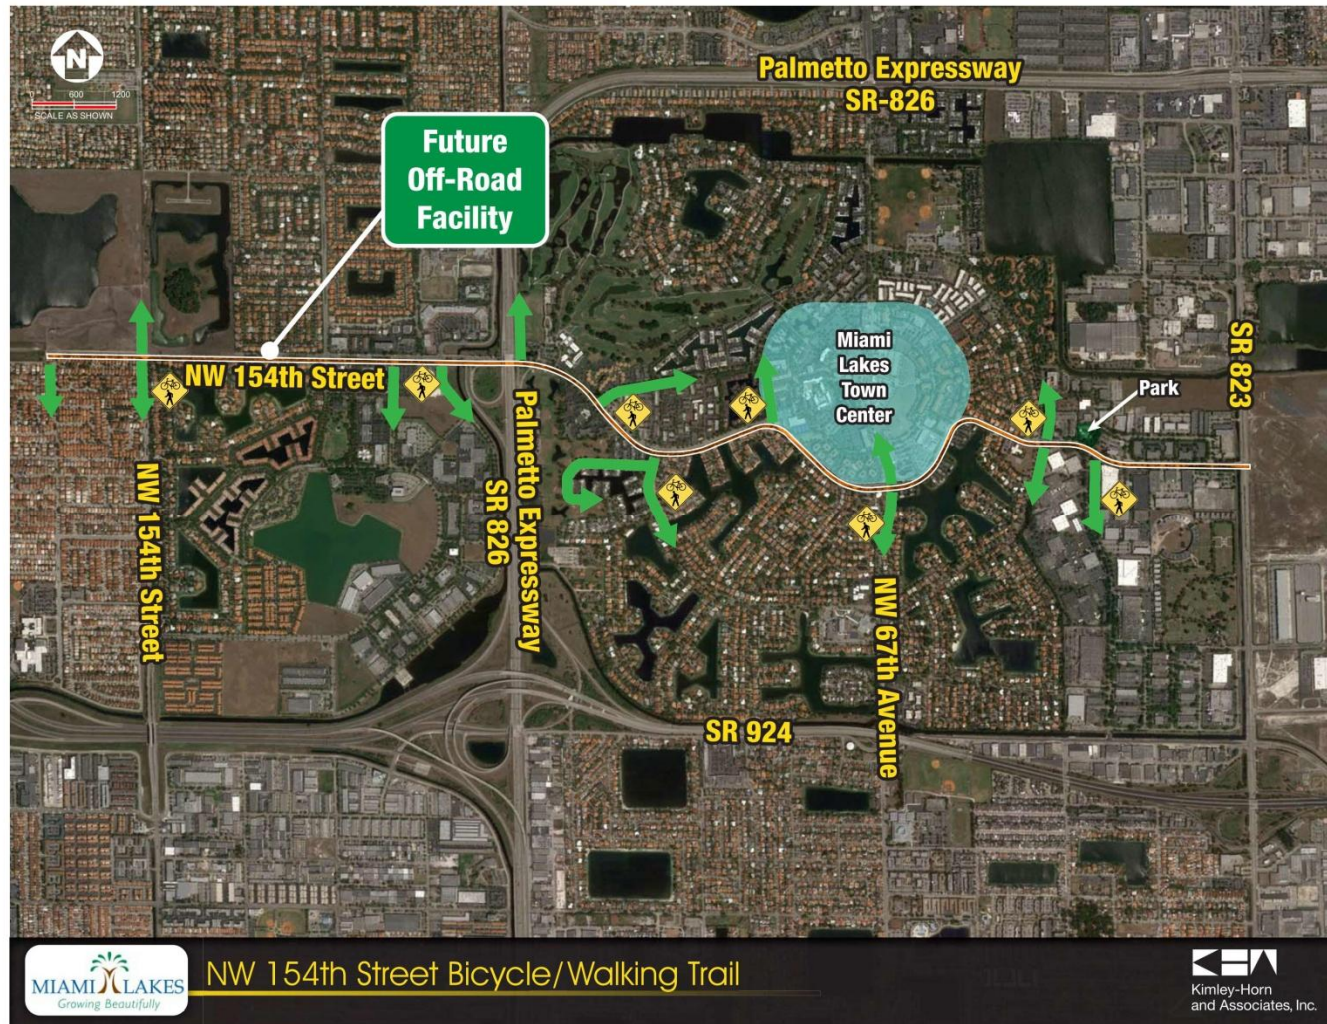 N
0 600 1200
SCALE AS SHOWN
Palmetto Expressway
SR-826
Future
Off-Road
Facility
Miami
Lakes
Town
Center
SR 823
Park
NW 154th Street
Palmetto Expressway
SR 826
NW 154th Street
NW 67th Avenue
SR 924
MIAMI LAKES
Growing Beautifully
NW 154th Street Bicycle/Walking Trail
Kimley-Horn
and Associates, Inc.